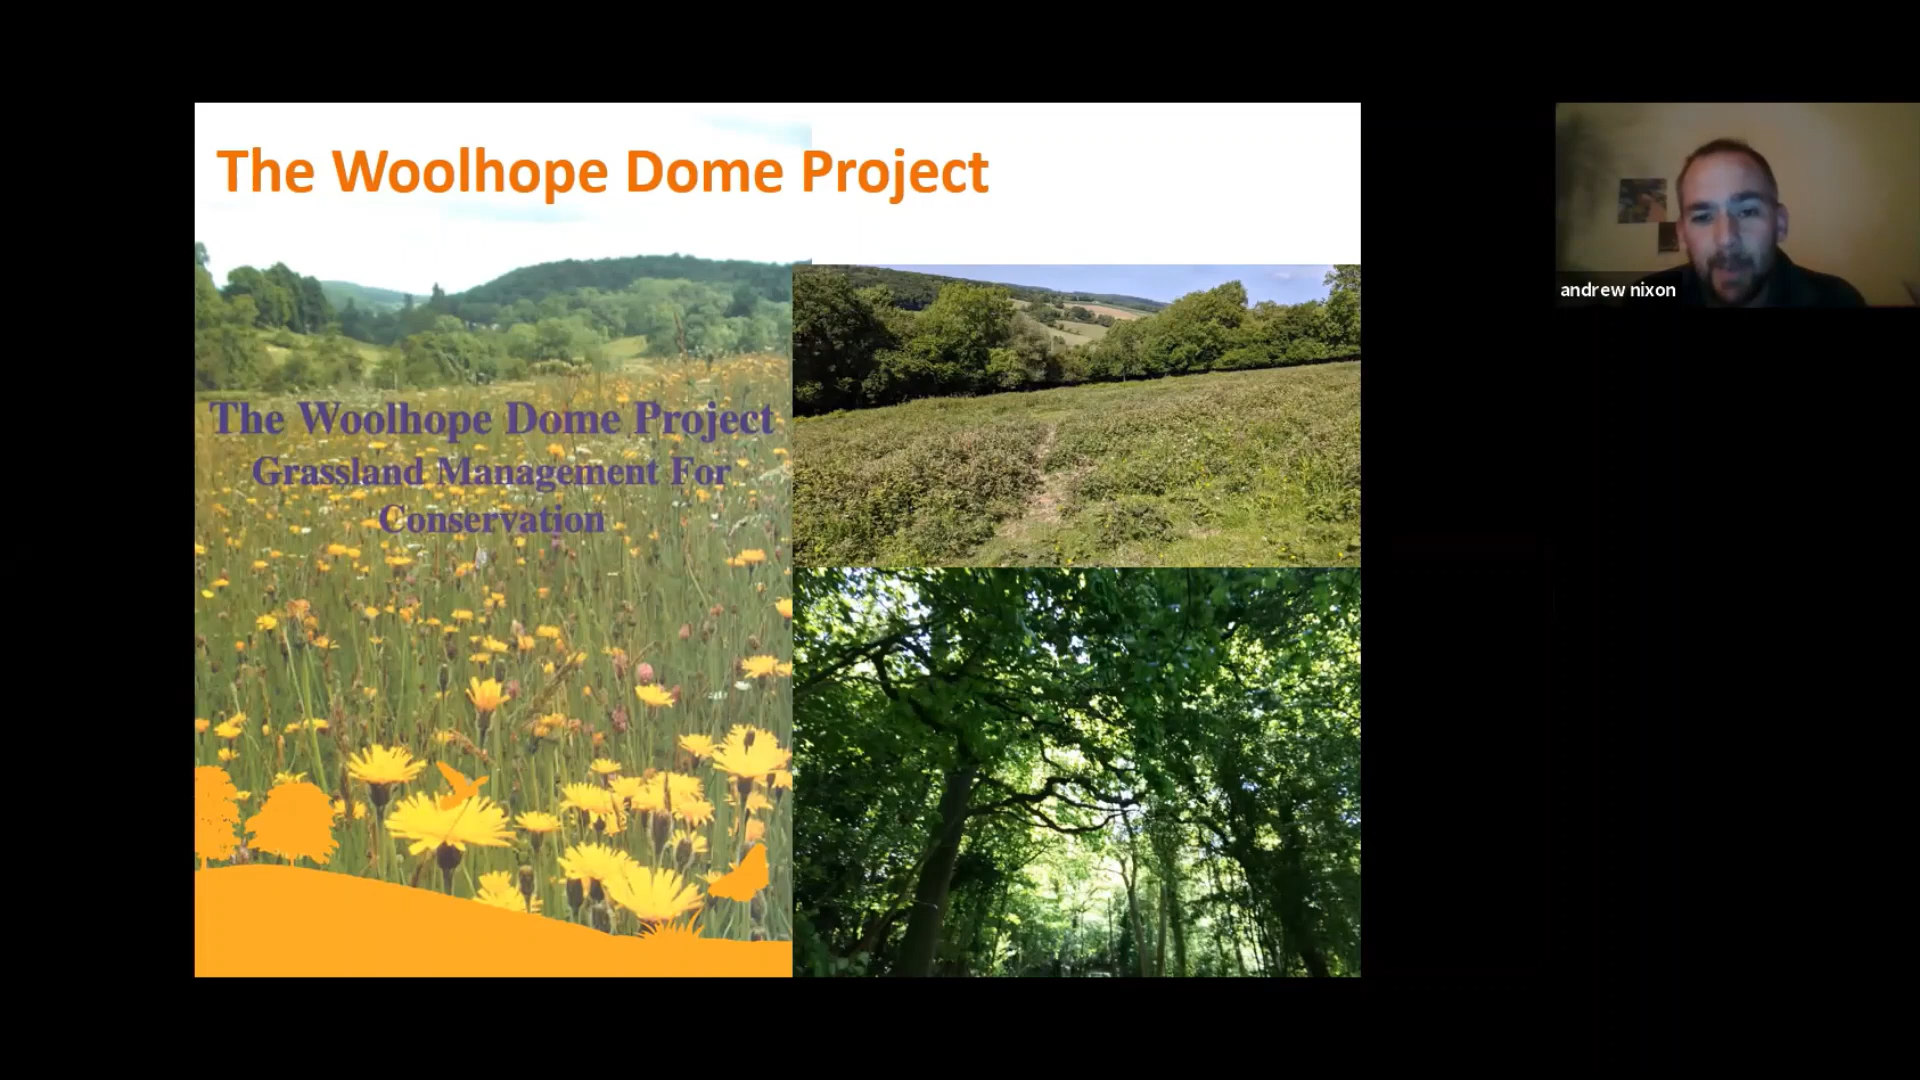 The Woolhope Dome Project
The Woolhope Dome Project
Grassland Management For
Conservation
andrew nixon